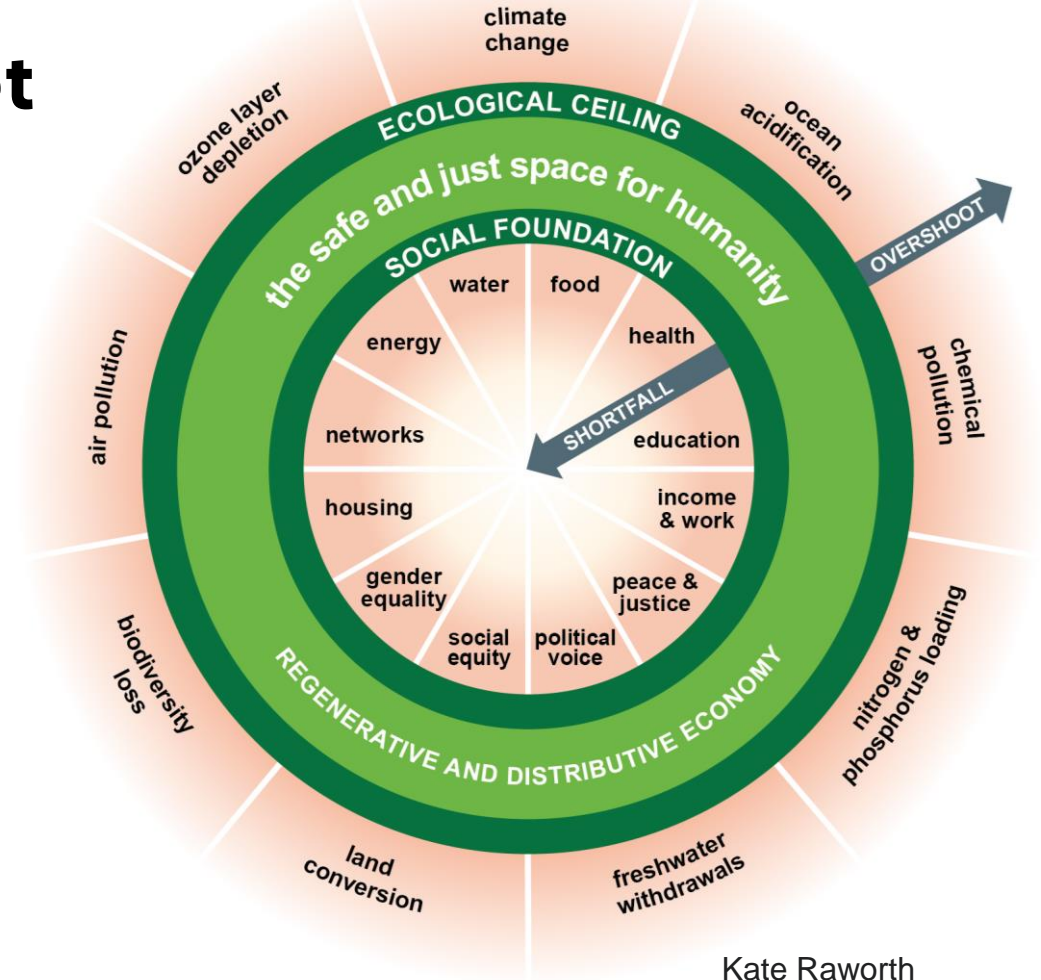 climate
change
ocean
acidification
OVERSHOOT
chemical
pollution
nitrogen &
phosphorus loading
freshwater
withdrawals
land
conversion
biodiversity
loss
air pollution
ozone layer
depletion
ECOLOGICAL CEILING
the safe and just space for humanity
SOCIAL FOUNDATION
water
food
health
SHORTFALL
education
income
& work
peace &
justice
political
voice
social
equity
gender
equality
housing
networks
energy
REGENERATIVE AND DISTRIBUTIVE ECONOMY
Kate Raworth